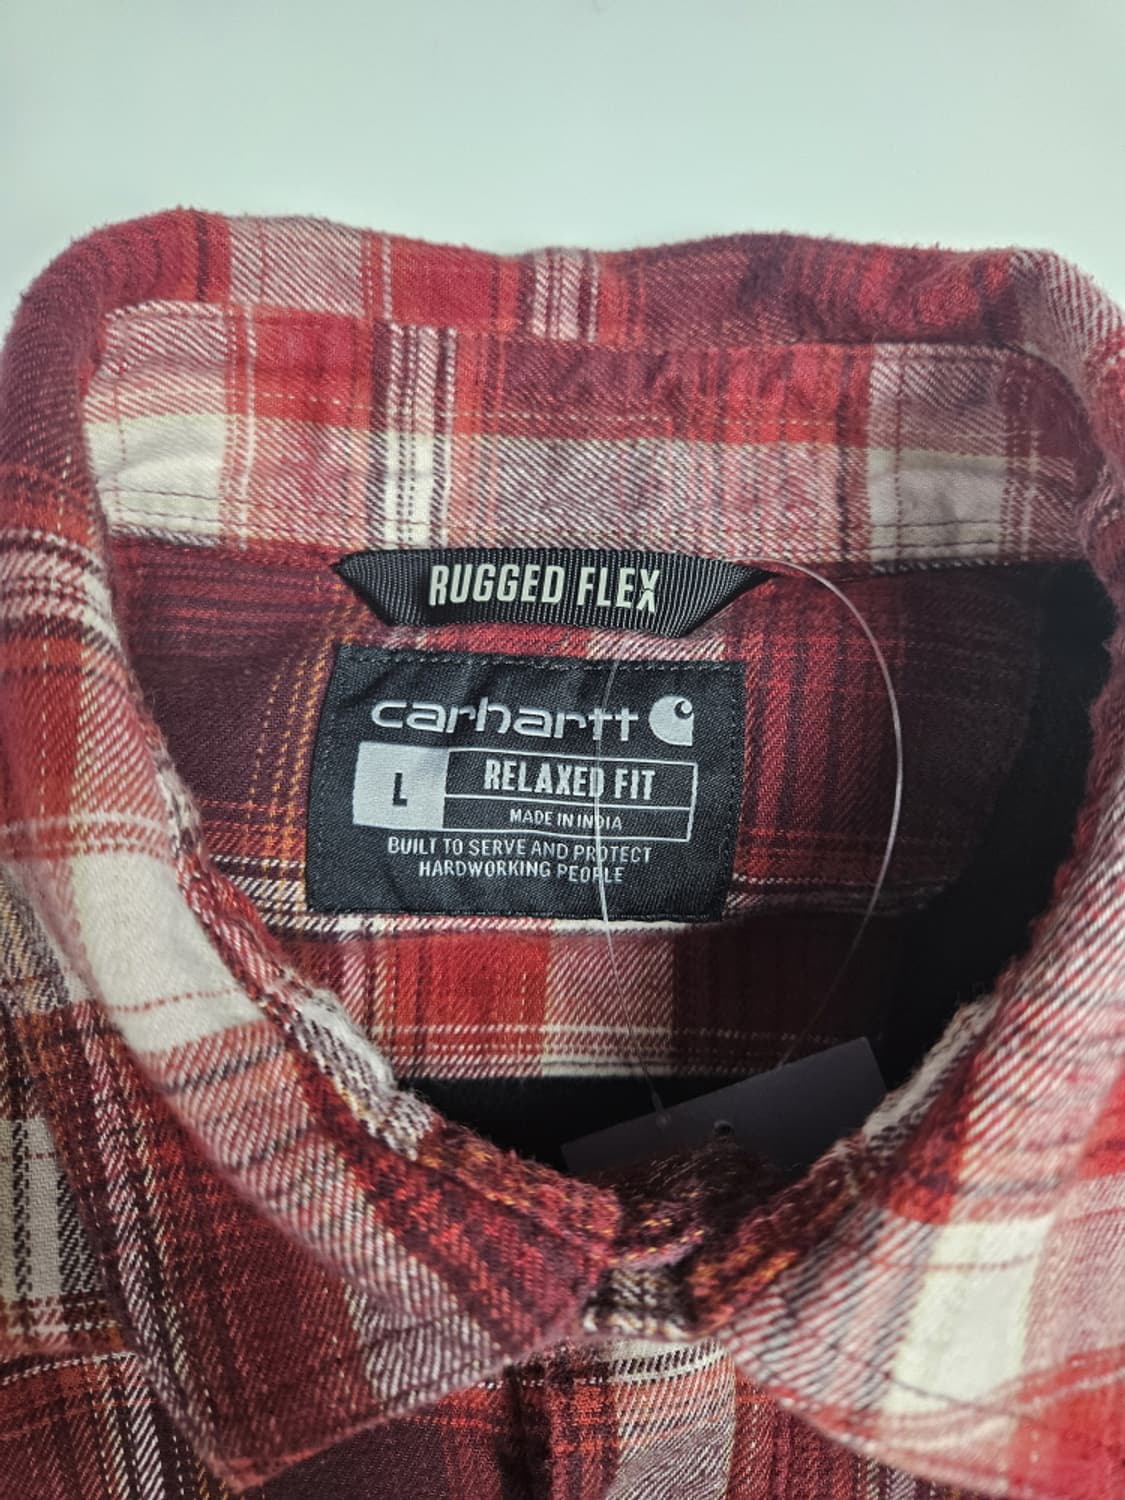 RUGGED FLEX
carhartt
L
RELAXED FIT
MADE IN INDIA
BUILT TO SERVE AND PROTECT
HARDWORKING PEOPLE